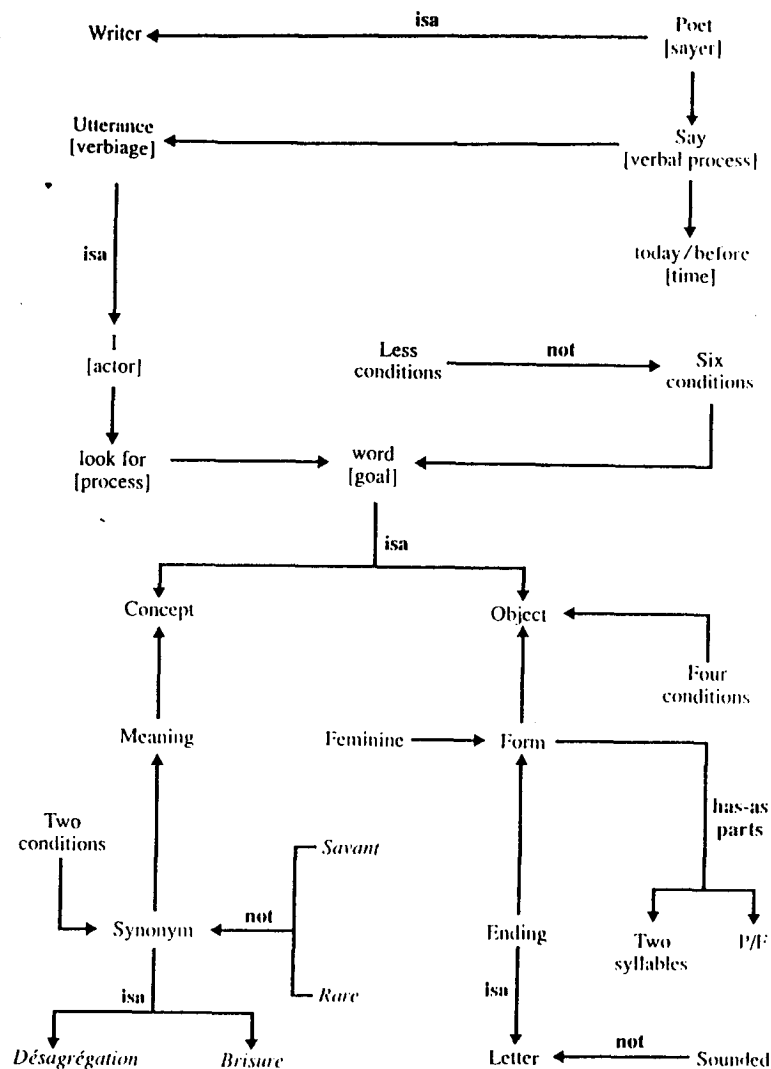 isa
Writer
Poet
[sayer]
Utterance
[verbiage]
Say
[verbal process]
isa
today/before
[time]
I
[actor]
Less
conditions
not
Six
conditions
look for
[process]
word
[goal]
isa
Concept
Object
Four
conditions
Meaning
Feminine
Form
has-as
parts
Two
conditions
Savant
Synonym
not
Ending
Two
syllables
P/F
isa
Rare
isa
Désagrégation
Brisure
Letter
not
Sounded